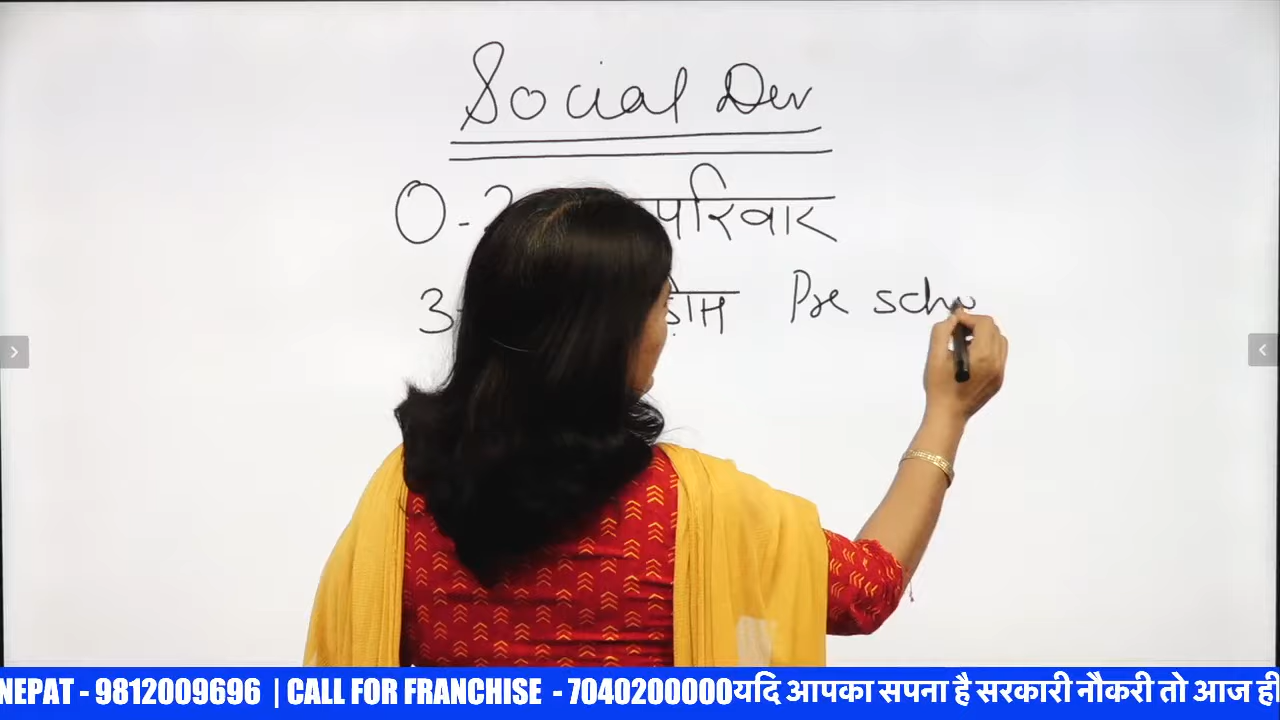 Social Dev
0-2 परिवार
3 Pre scho
NEPAT - 9812009696 | CALL FOR FRANCHISE - 7040200000यदि आपका सपना है सरकारी नौकरी तो आज ही